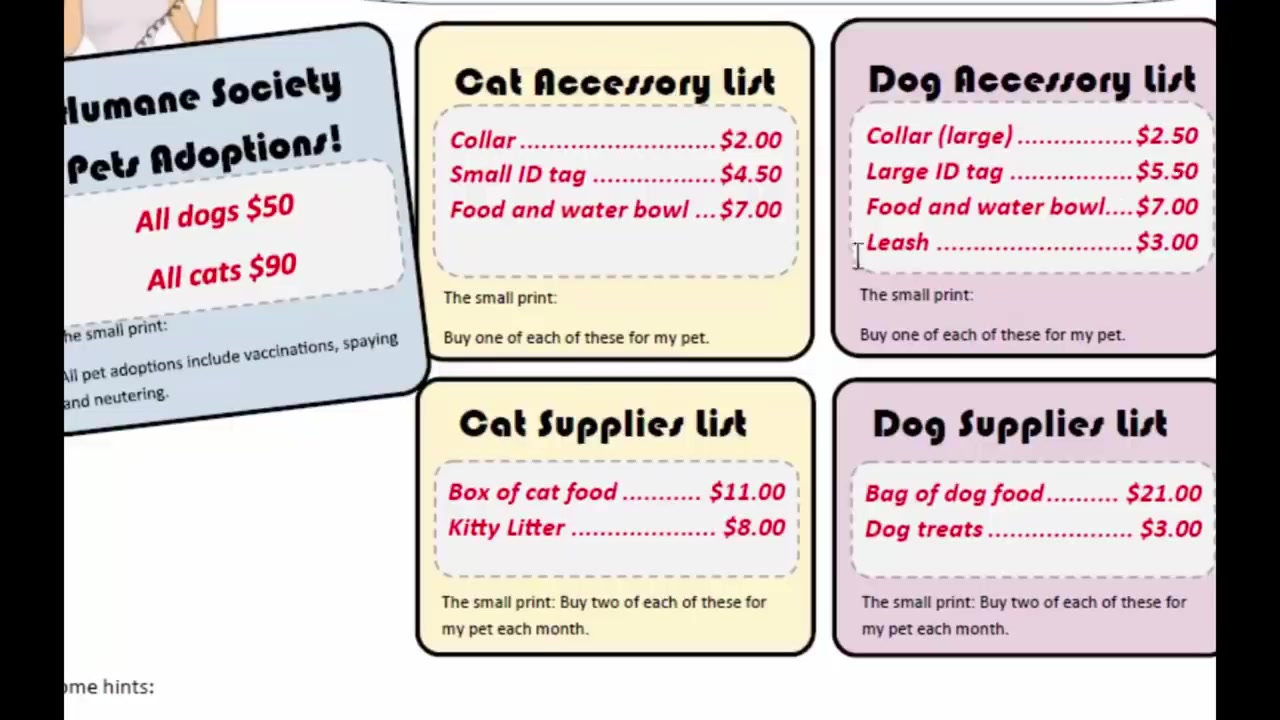 Humane Society
Pets Adoptions!
All dogs $50
All cats $90
he small print:
All pet adoptions include vaccinations, spaying
and neutering.
Cat Accessory List
Collar ........................... $2.00
Small ID tag ................. $4.50
Food and water bowl ... $7.00
The small print:
Buy one of each of these for my pet.
Dog Accessory List
Collar (large) ................ $2.50
Large ID tag ................. $5.50
Food and water bowl.... $7.00
Leash ........................... $3.00
The small print:
Buy one of each of these for my pet.
Cat Supplies List
Box of cat food ........... $11.00
Kitty Litter .................... $8.00
The small print: Buy two of each of these for
my pet each month.
Dog Supplies List
Bag of dog food.......... $21.00
Dog treats .................... $3.00
The small print: Buy two of each of these for
my pet each month.
ome hints: